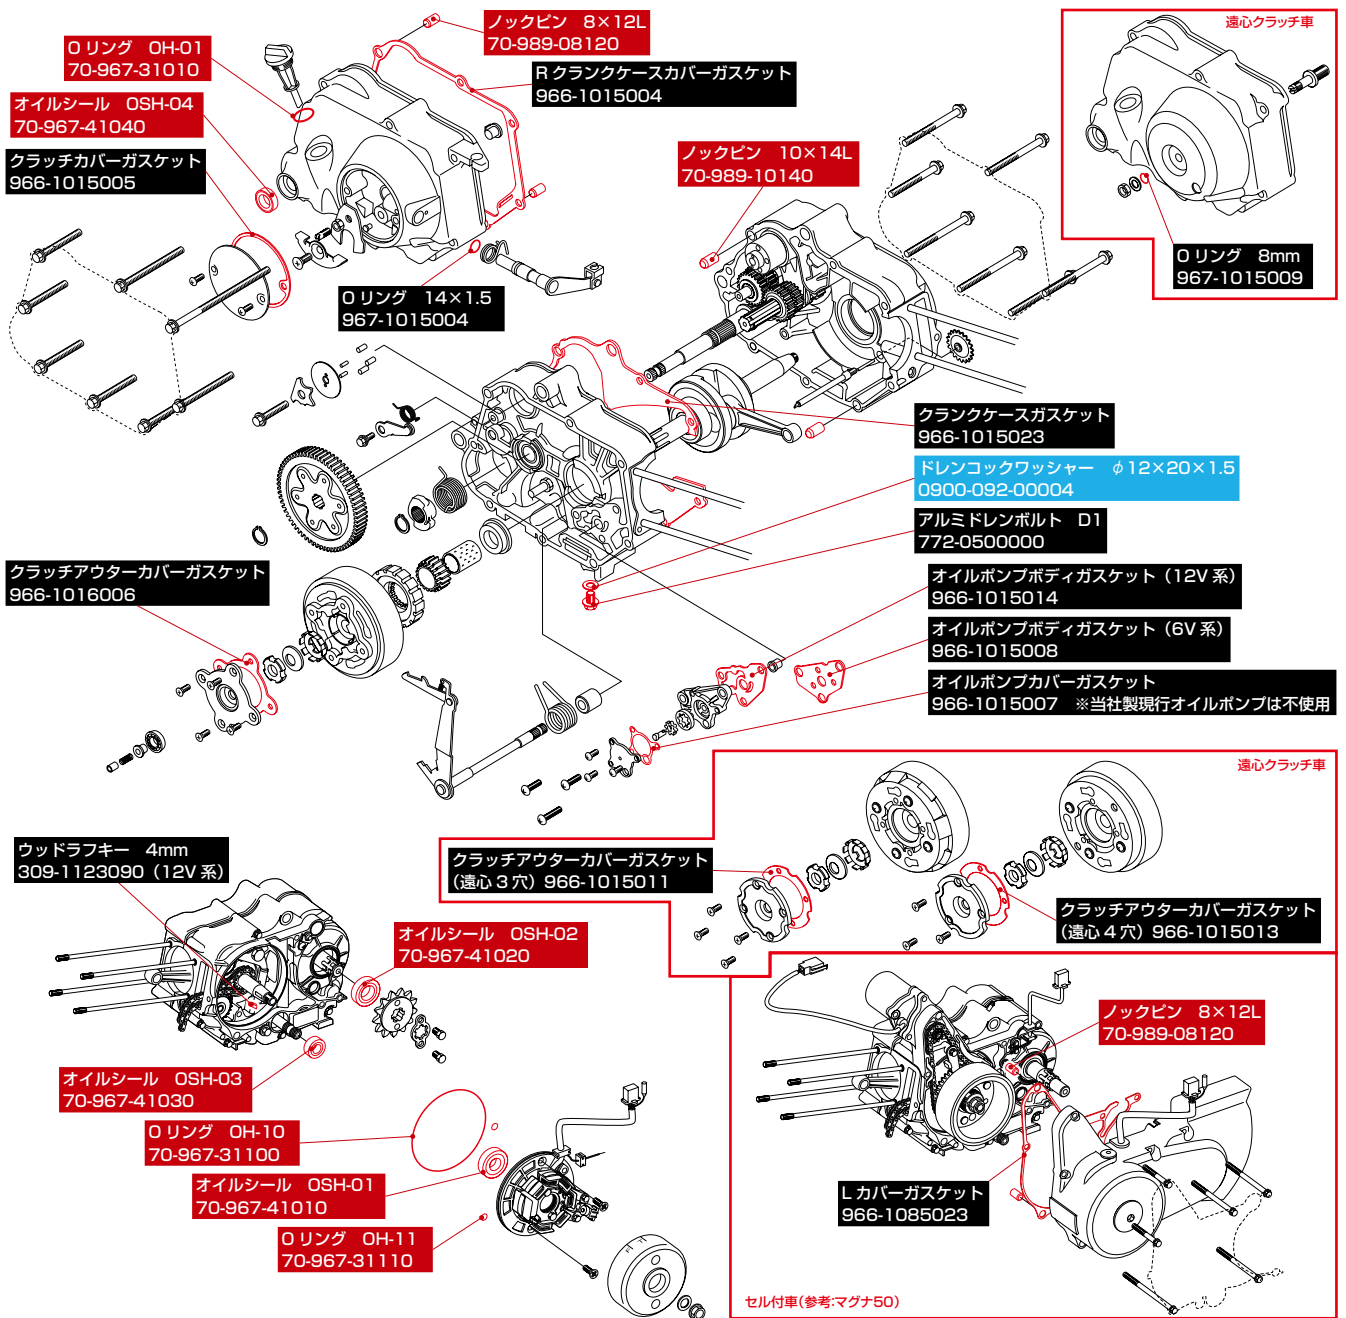 ノックピン 8×12L
70-989-08120
Oリング OH-01
70-967-31010
Rクランクケースカバーガスケット
966-1015004
オイルシール OSH-04
70-967-41040
クラッチカバーガスケット
966-1015005
ノックピン 10×14L
70-989-10140
遠心クラッチ車
Oリング 8mm
967-1015009
Oリング 14×1.5
967-1015004
クランクケースガスケット
966-1015023
ドレンコックワッシャー φ12×20×1.5
0900-092-00004
アルミドレンボルト D1
772-0500000
クラッチアウターカバーガスケット
966-1016006
オイルポンプボディガスケット(12V系)
966-1015014
オイルポンプボディガスケット(6V系)
966-1015008
オイルポンプカバーガスケット
966-1015007 ※当社製現行オイルポンプは不使用
遠心クラッチ車
クラッチアウターカバーガスケット
(遠心3穴)966-1015011
クラッチアウターカバーガスケット
(遠心4穴)966-1015013
ウッドラフキー 4mm
309-1123090(12V系)
オイルシール OSH-02
70-967-41020
オイルシール OSH-03
70-967-41030
Oリング OH-10
70-967-31100
オイルシール OSH-01
70-967-41010
Oリング OH-11
70-967-31110
ノックピン 8×12L
70-989-08120
Lカバーガスケット
966-1085023
セル付車(参考:マグナ50)